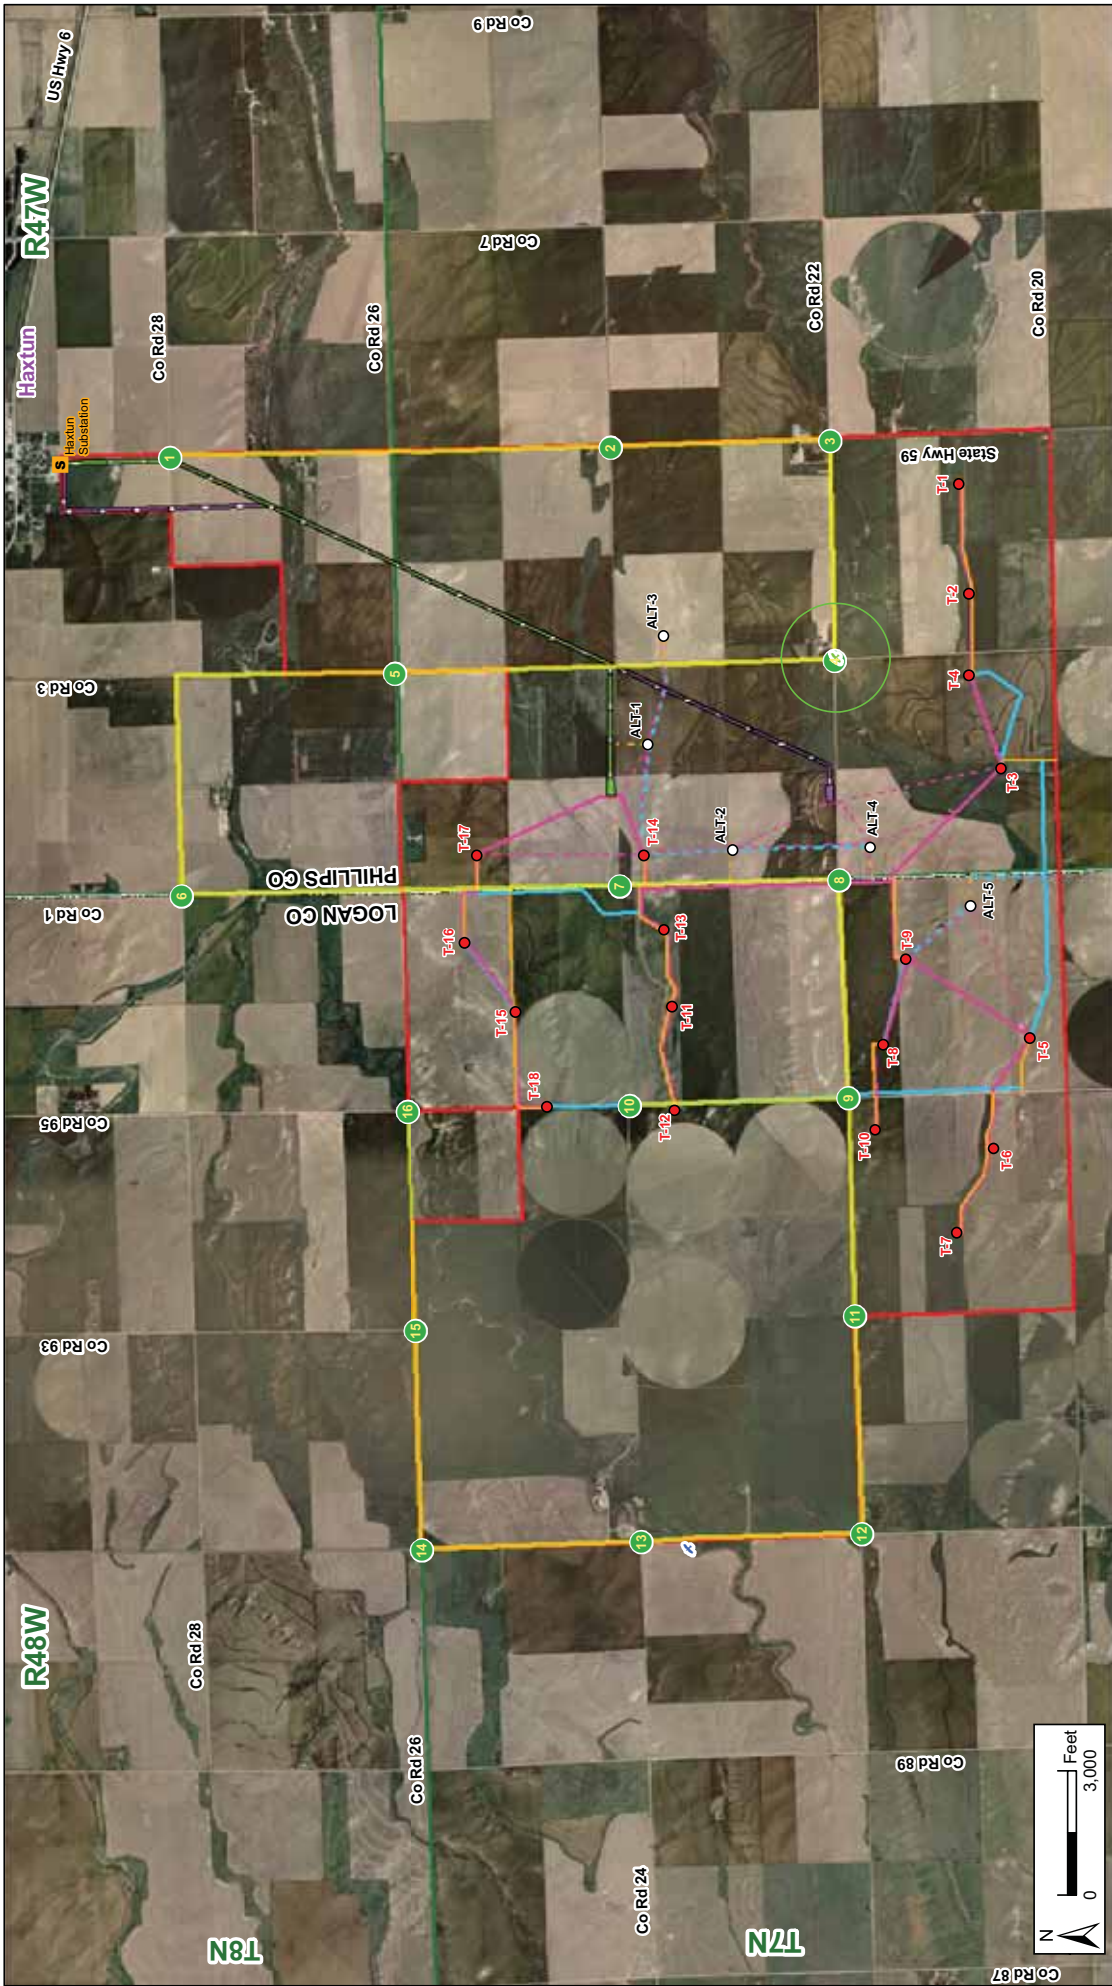 R48W
Haxtun
R47W
US Hwy 6
S
Haxtun
Substation
Co Rd 93
Co Rd 95
Co Rd 1
Co Rd 3
Co Rd 28
Co Rd 28
6
1
T8N
LOGAN CO
PHILLIPS CO
Co Rd 26
Co Rd 26
14
15
16
5
T-16
T-17
T-15
T-18
Co Rd 9
Co Rd 7
Co Rd 24
13
10
7
2
T-12
T-11
T-13
T-14
ALT-1
ALT-3
ALT-2
T7N
Co Rd 22
12
11
9
8
3
T-10
T-8
T-9
ALT-4
Co Rd 89
State Hwy 59
T-7
T-6
T-5
ALT-5
T-3
T-4
T-2
T-1
Co Rd 20
Co Rd 87
N
0
3,000
Feet